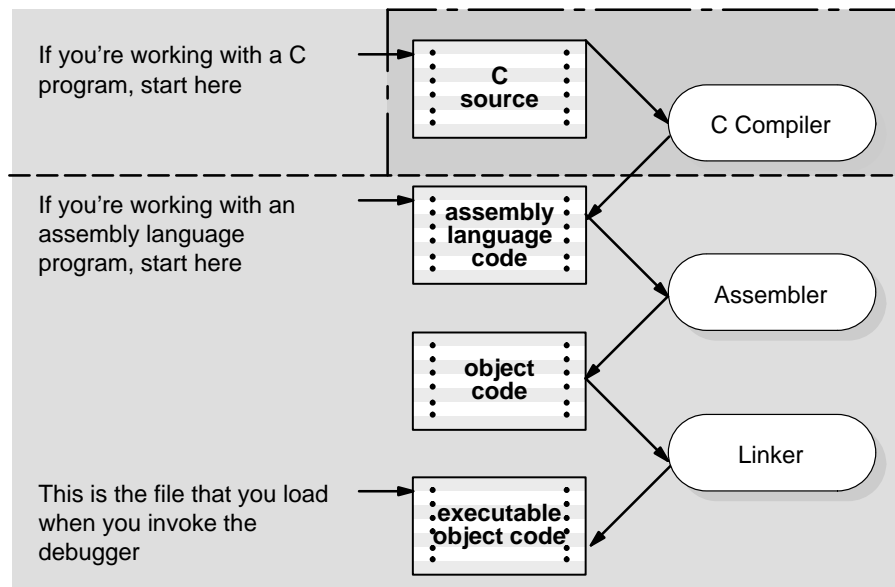 If you’re working with a C
program, start here
C
source
C Compiler
If you’re working with an
assembly language
program, start here
assembly
language
code
Assembler
object
code
Linker
This is the file that you load
when you invoke the
debugger
executable
object code